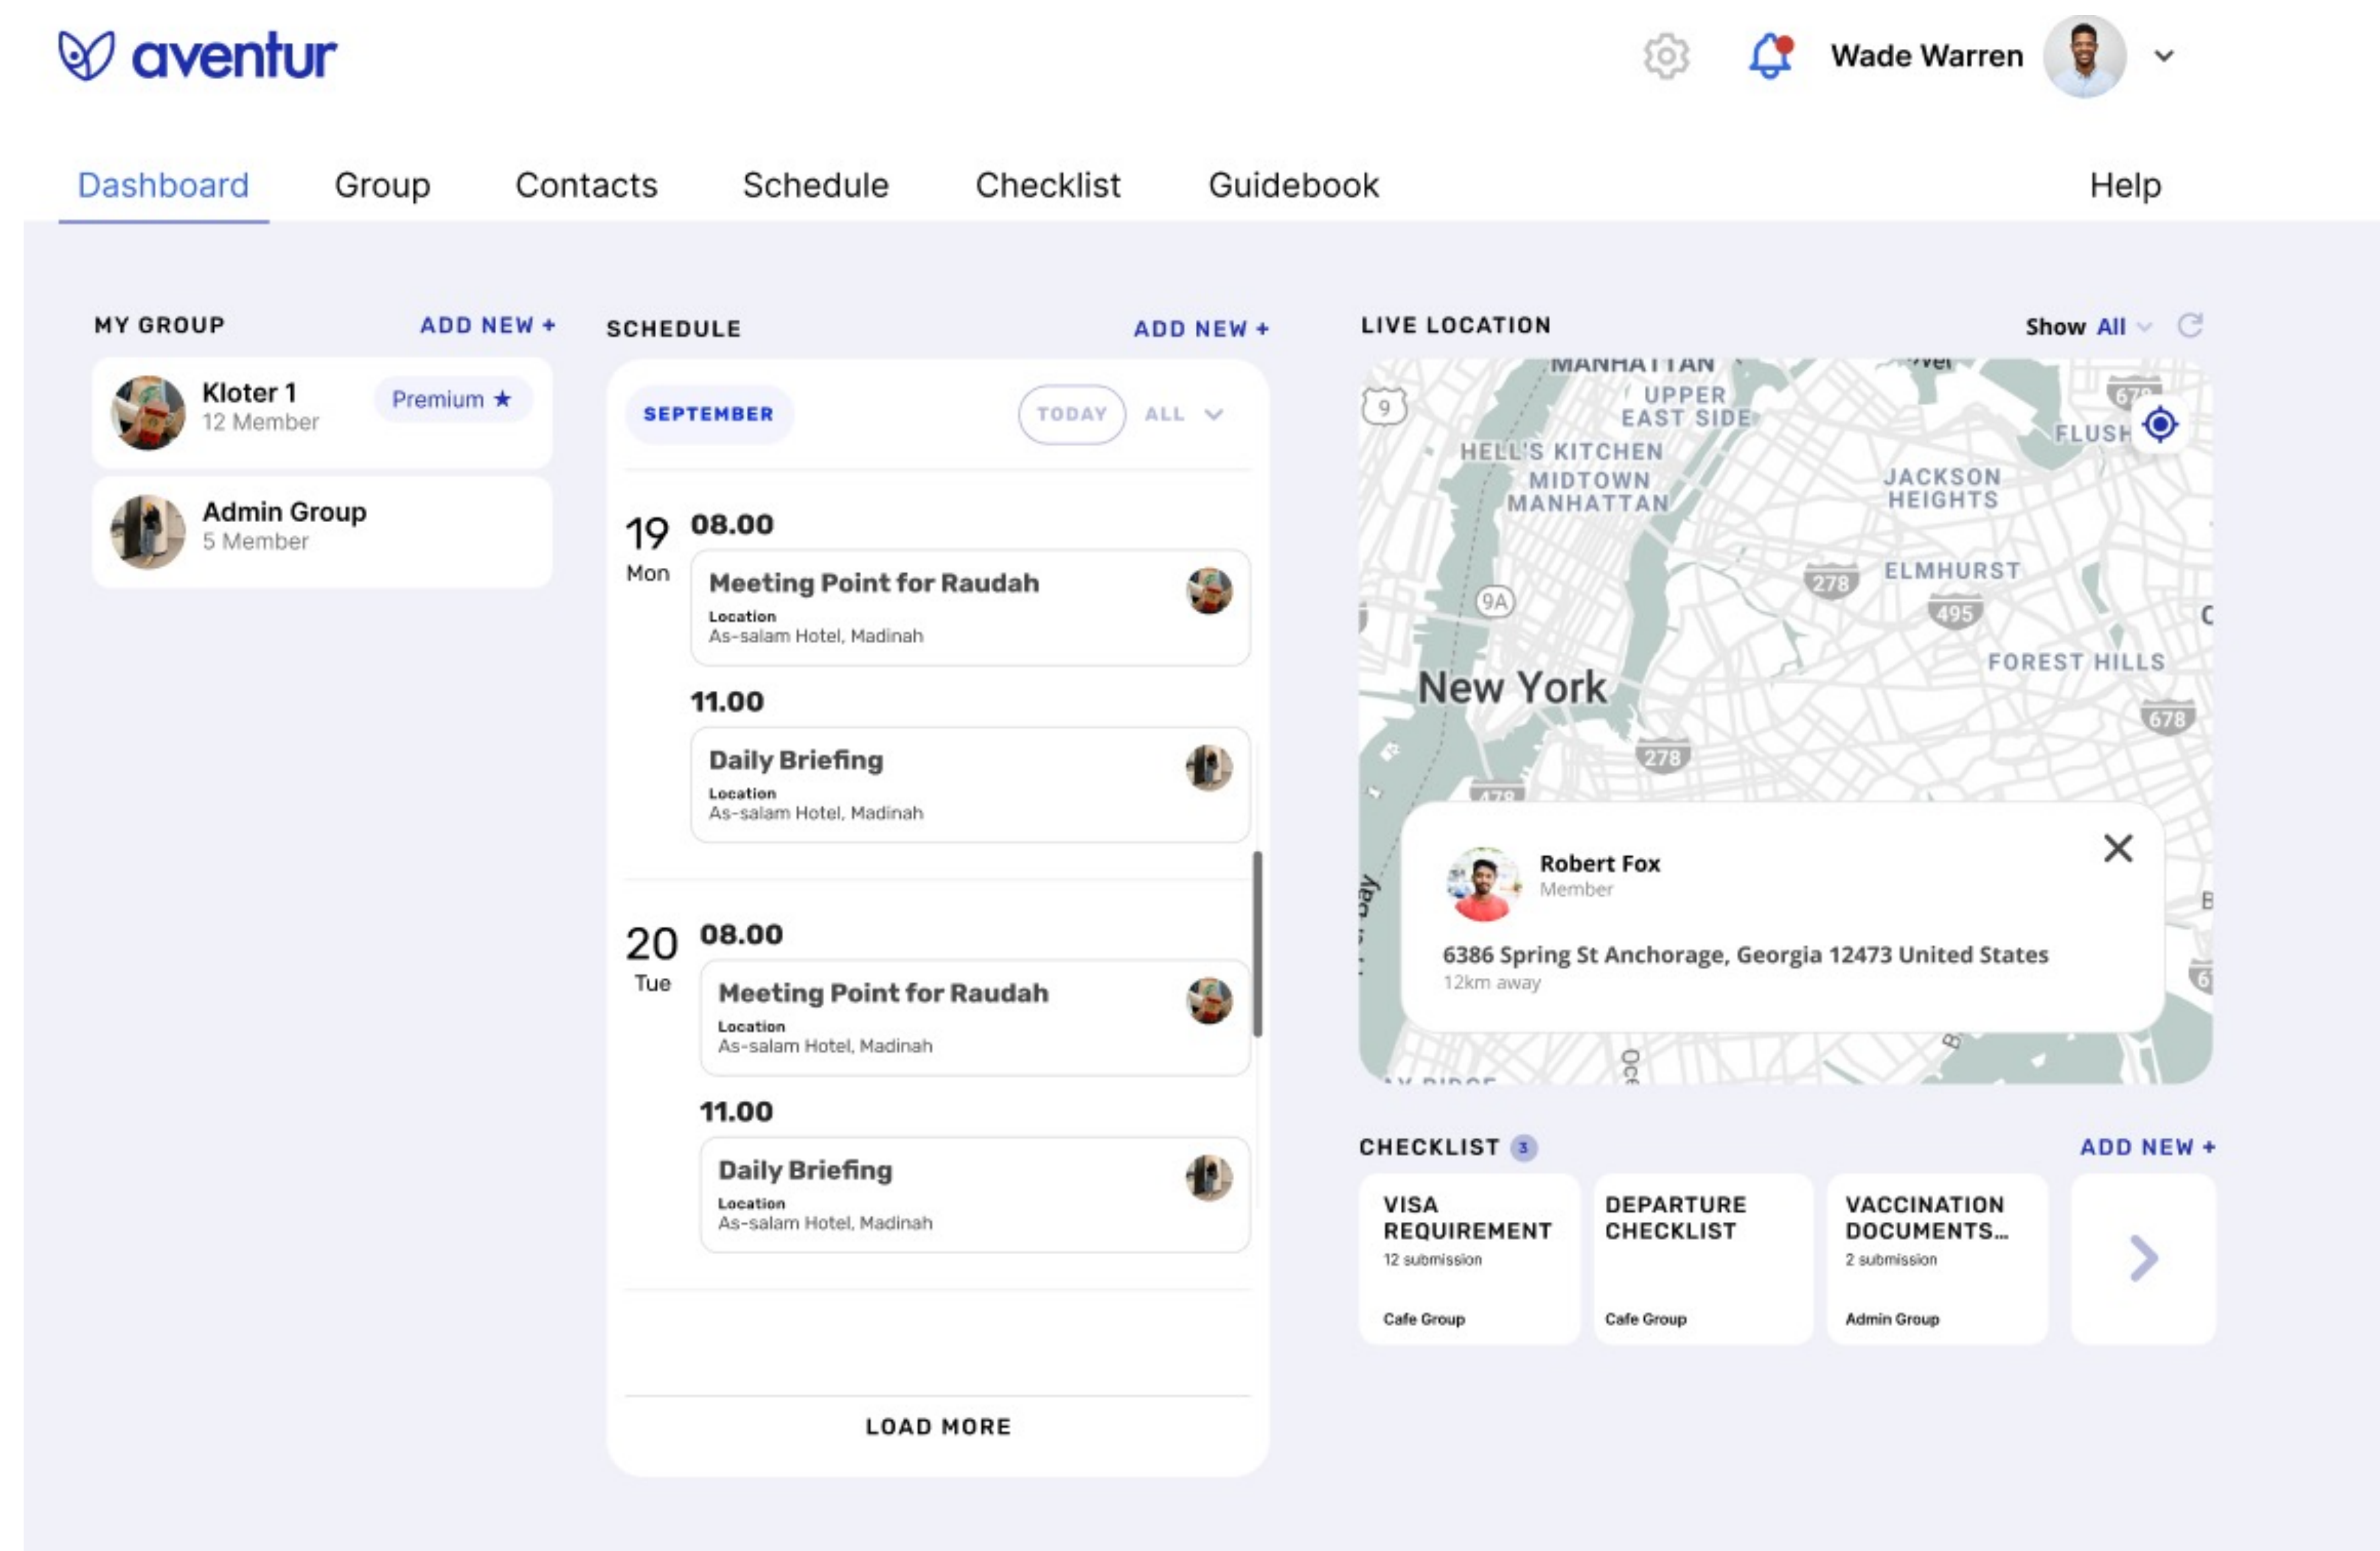 aventur
Wade Warren
Dashboard
Group
Contacts
Schedule
Checklist
Guidebook
Help
MY GROUP
ADD NEW +
Kloter 1
12 Member
Premium ★
Admin Group
5 Member
SCHEDULE
ADD NEW +
SEPTEMBER
TODAY
ALL
19
Mon
08.00
Meeting Point for Raudah
Location
As-salam Hotel, Madinah
11.00
Daily Briefing
Location
As-salam Hotel, Madinah
20
Tue
08.00
Meeting Point for Raudah
Location
As-salam Hotel, Madinah
11.00
Daily Briefing
Location
As-salam Hotel, Madinah
LOAD MORE
LIVE LOCATION
Show All
MANHATTAN
UPPER
EAST SIDE
9
678
FLUSH
HELL'S KITCHEN
MIDTOWN
MANHATTAN
JACKSON
HEIGHTS
278
ELMHURST
9A
495
FOREST HILLS
New York
678
278
478
Robert Fox
Member
6386 Spring St Anchorage, Georgia 12473 United States
12km away
CHECKLIST 3
ADD NEW +
VISA
REQUIREMENT
12 submission
Cafe Group
DEPARTURE
CHECKLIST
Cafe Group
VACCINATION
DOCUMENTS...
2 submission
Admin Group